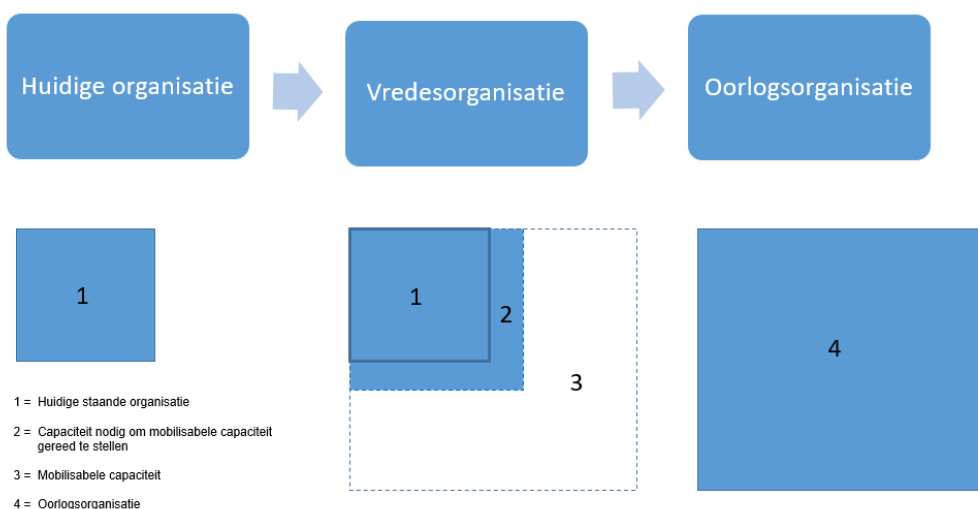 Huidige organisatie
Vredesorganisatie
Oorlogsorganisatie
1
1
2
3
4
1 = Huidige staande organisatie
2 = Capaciteit nodig om mobilisabele capaciteit
gereed te stellen
3 = Mobilisabele capaciteit
4 = Oorlogsorganisatie